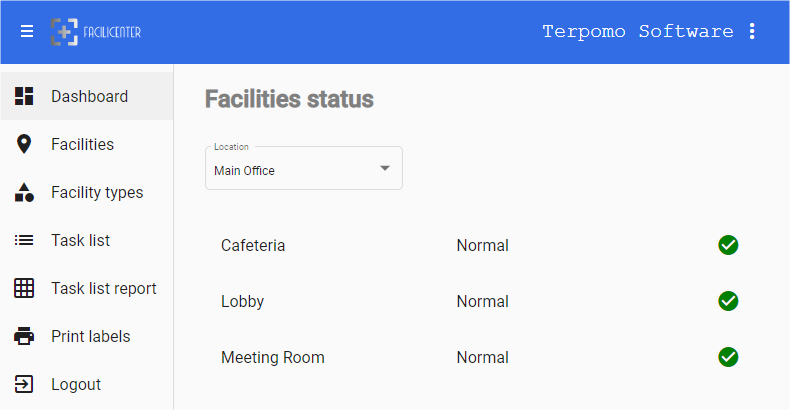 FACILICENTER
Terpomo Software
Dashboard
Facilities
Facility types
Task list
Task list report
Print labels
Logout
Facilities status
Location
Main Office
Cafeteria Normal
Lobby Normal
Meeting Room Normal